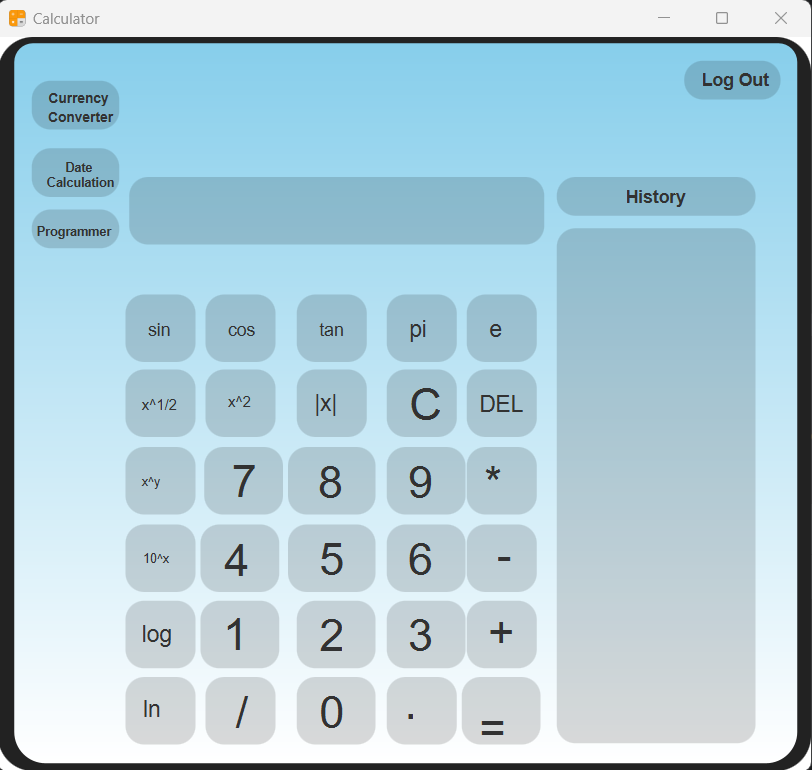 Calculator
Log Out
Currency
Converter
Date
Calculation
Programmer
History
sin cos tan pi e
x^1/2 x^2 |x| C DEL
x^y 7 8 9 *
10^x 4 5 6 -
log 1 2 3 +
ln / 0 . =